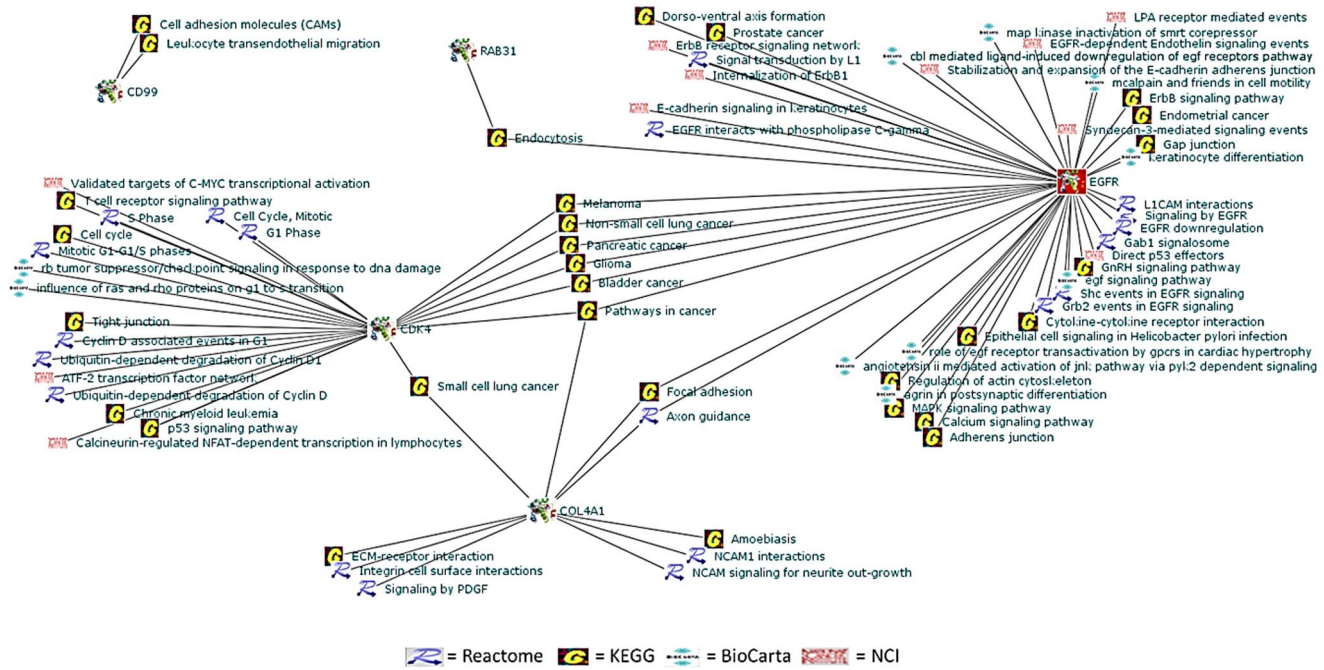 Cell adhesion molecules (CAMs)
Leukocyte transendothelial migration
CD99
RAB31
Endocytosis
Dorso-ventral axis formation
Prostate cancer
ErbB receptor signaling network
Signal transduction by L1
Internalization of ErbB1
E-cadherin signaling in keratinocytes
EGFR interacts with phospholipase C-gamma
LPA receptor mediated events
map kinase inactivation of smrt corepressor
EGFR-dependent Endothelin signaling events
cbl mediated ligand-induced downregulation of egf receptors pathway
Stabilization and expansion of the E-cadherin adherens junction
mcalpain and friends in cell motility
ErbB signaling pathway
Endometrial cancer
Syndecan-3-mediated signaling events
Gap junction
keratinocyte differentiation
EGFR
L1CAM interactions
Signaling by EGFR
EGFR downregulation
Gab1 signalosome
Direct p53 effectors
GnRH signaling pathway
egf signaling pathway
Shc events in EGFR signaling
Grb2 events in EGFR signaling
Cytokine-cytokine receptor interaction
Epithelial cell signaling in Helicobacter pylori infection
role of egf receptor transactivation by gpcrs in cardiac hypertrophy
angiotensin ii mediated activation of jnk pathway via pyk2 dependent signaling
Regulation of actin cytoskeleton
agrin in postsynaptic differentiation
MAPK signaling pathway
Calcium signaling pathway
Adherens junction
Validated targets of C-MYC transcriptional activation
T cell receptor signaling pathway
S Phase
Cell Cycle, Mitotic
G1 Phase
Cell cycle
Mitotic G1-G1/S phases
rb tumor suppressor/checkpoint signaling in response to dna damage
influence of ras and rho proteins on g1 to s transition
Tight junction
CDK4
Cyclin D associated events in G1
Ubiquitin-dependent degradation of Cyclin D1
ATF-2 transcription factor network
Ubiquitin-dependent degradation of Cyclin D
Chronic myeloid leukemia
p53 signaling pathway
Calcineurin-regulated NFAT-dependent transcription in lymphocytes
Melanoma
Non-small cell lung cancer
Pancreatic cancer
Glioma
Bladder cancer
Pathways in cancer
Small cell lung cancer
Focal adhesion
Axon guidance
COL4A1
ECM-receptor interaction
Integrin cell surface interactions
Signaling by PDGF
Amoebiasis
NCAM1 interactions
NCAM signaling for neurite out-growth
= Reactome = KEGG BIOCARTA = BioCarta = NCI